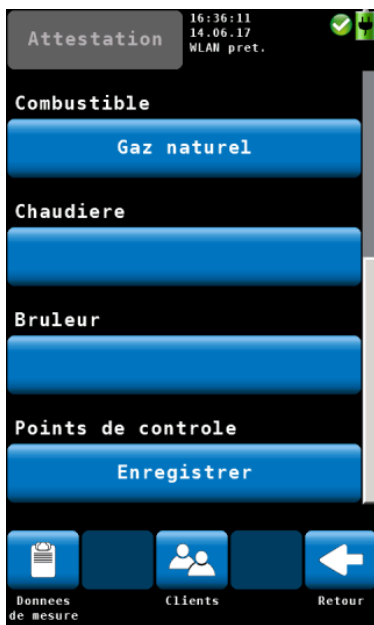 Attestation
16:36:11
14.06.17
WLAN pret.
Combustible
Gaz naturel
Chaudiere
Bruleur
Points de controle
Enregistrer
Donnees
de mesure
Clients
Retour